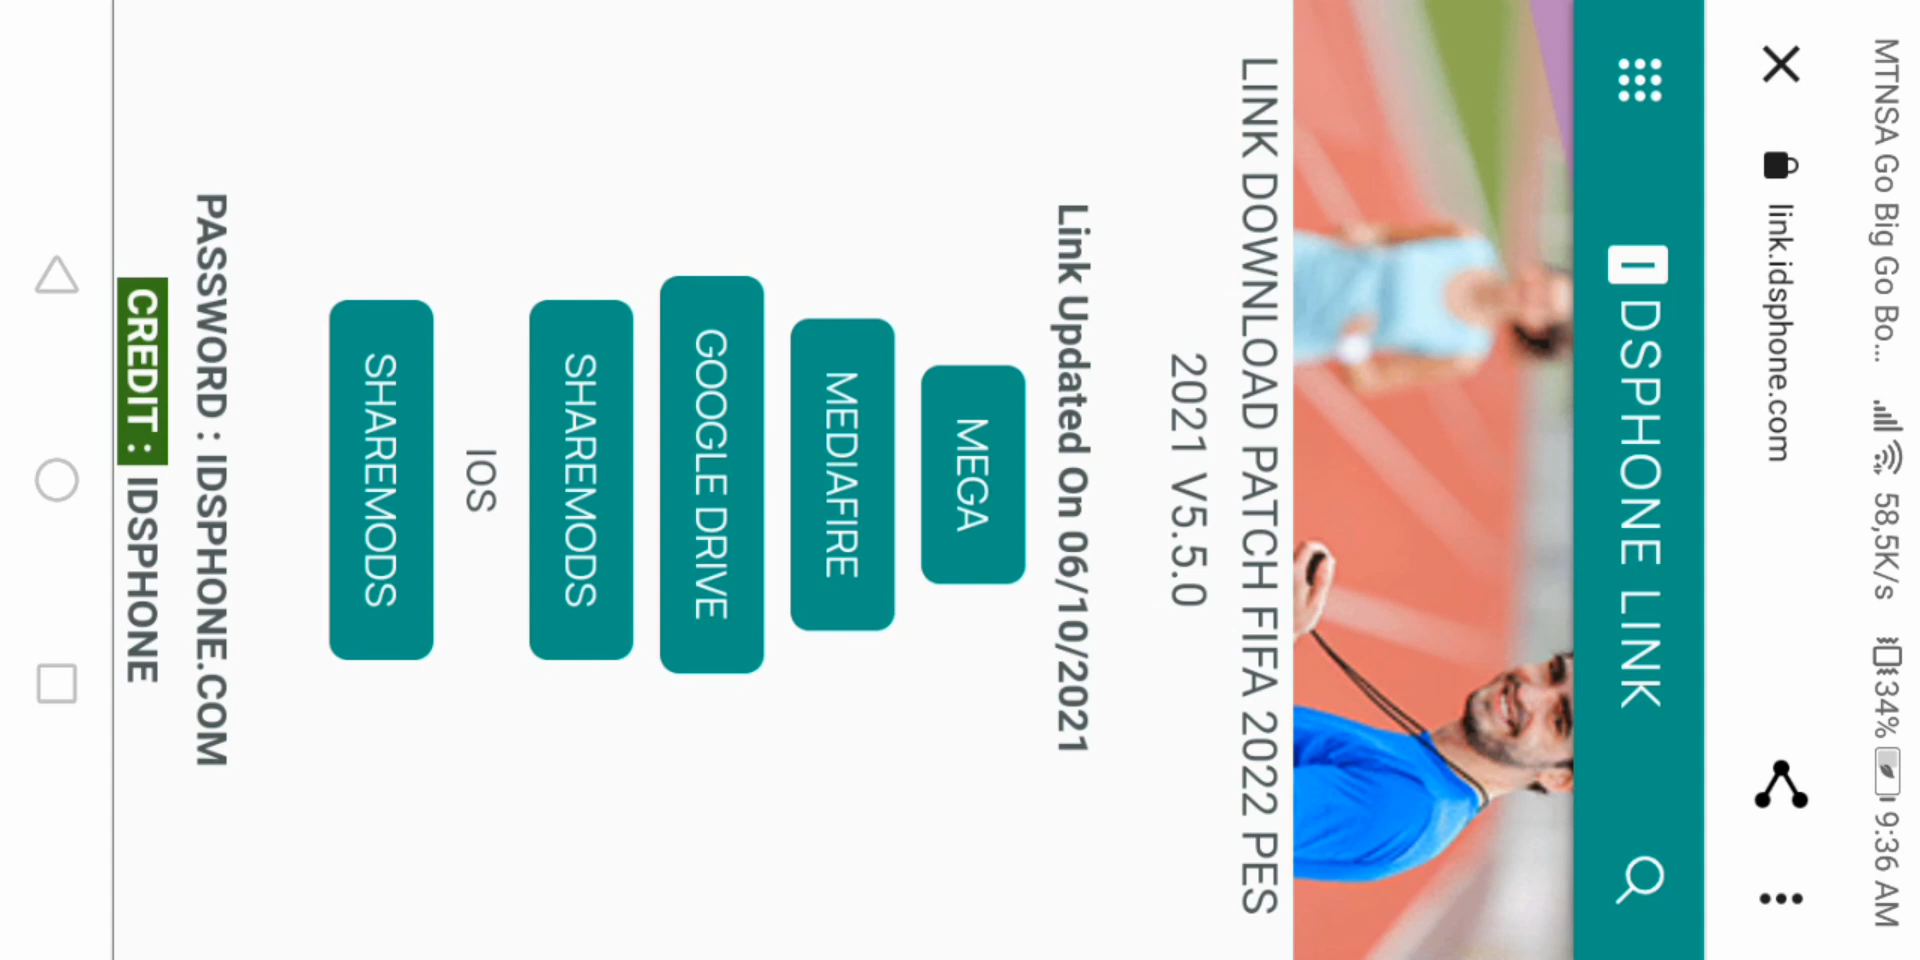 MTNSA Go Big Go Bo... 58,5K/s 34% 9:36 AM
link.idsphone.com
IDSPHONE LINK
LINK DOWNLOAD PATCH FIFA 2022 PES
2021 V5.5.0
Link Updated On 06/10/2021
MEGA
MEDIAFIRE
GOOGLE DRIVE
SHAREMODS
IOS
SHAREMODS
PASSWORD : IDSPHONE.COM
CREDIT : IDSPHONE